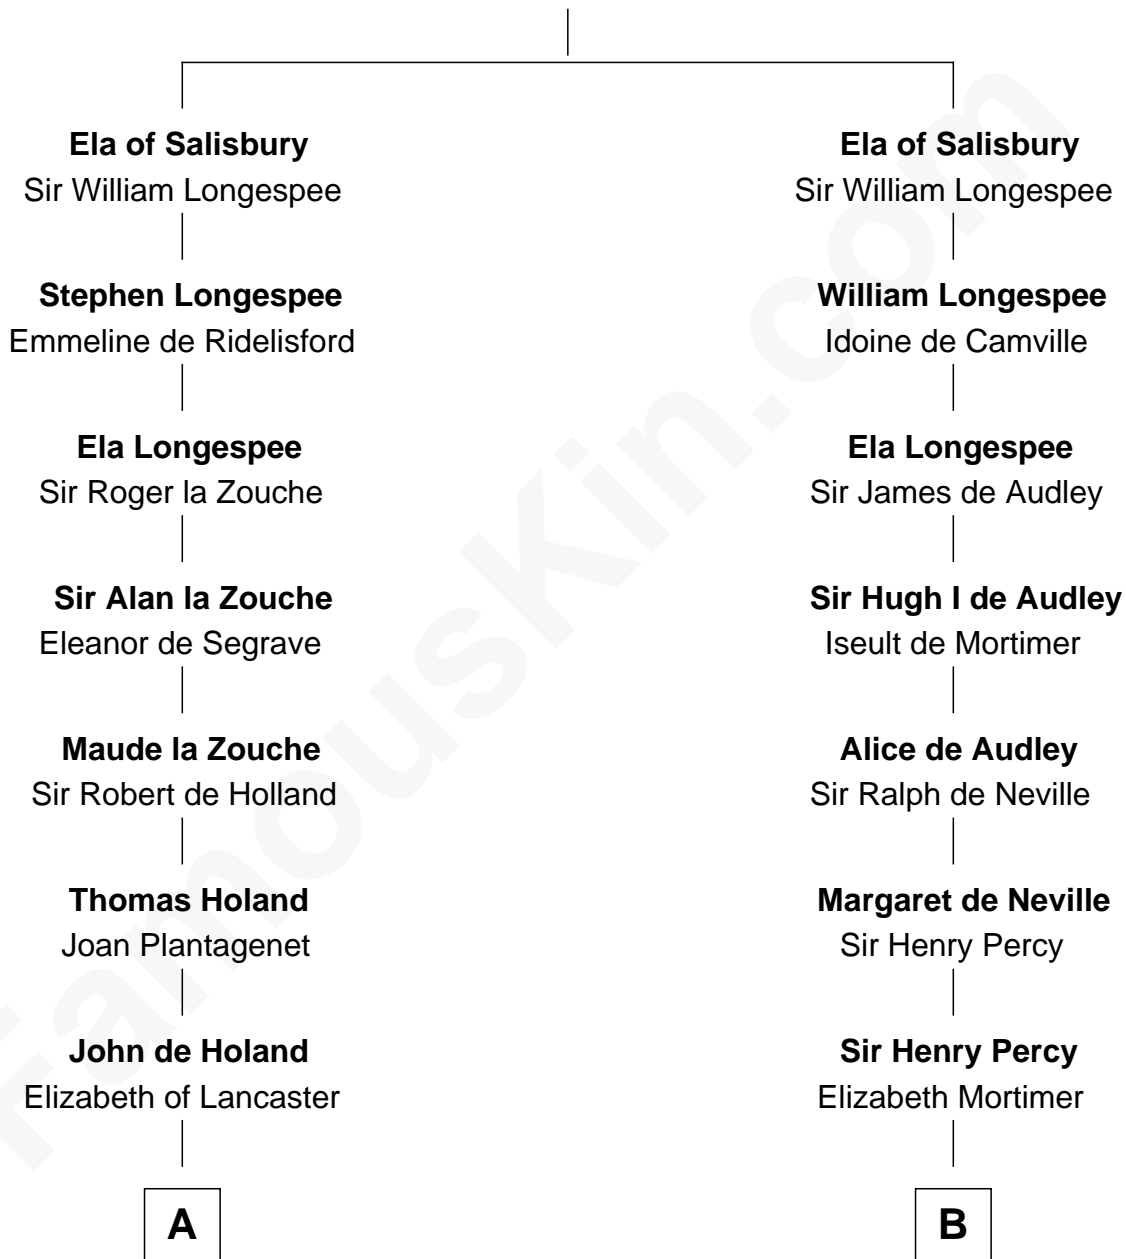 Ela of Salisbury
Sir William Longespee
Stephen Longespee
Emmeline de Ridelisford
Ela Longespee
Sir Roger la Zouche
Sir Alan la Zouche
Eleanor de Segrave
Maude la Zouche
Sir Robert de Holland
Thomas Holand
Joan Plantagenet
John de Holand
Elizabeth of Lancaster
A
Ela of Salisbury
Sir William Longespee
William Longespee
Idoine de Camville
Ela Longespee
Sir James de Audley
Sir Hugh I de Audley
Iseult de Mortimer
Alice de Audley
Sir Ralph de Neville
Margaret de Neville
Sir Henry Percy
Sir Henry Percy
Elizabeth Mortimer
B
FamousKin.com